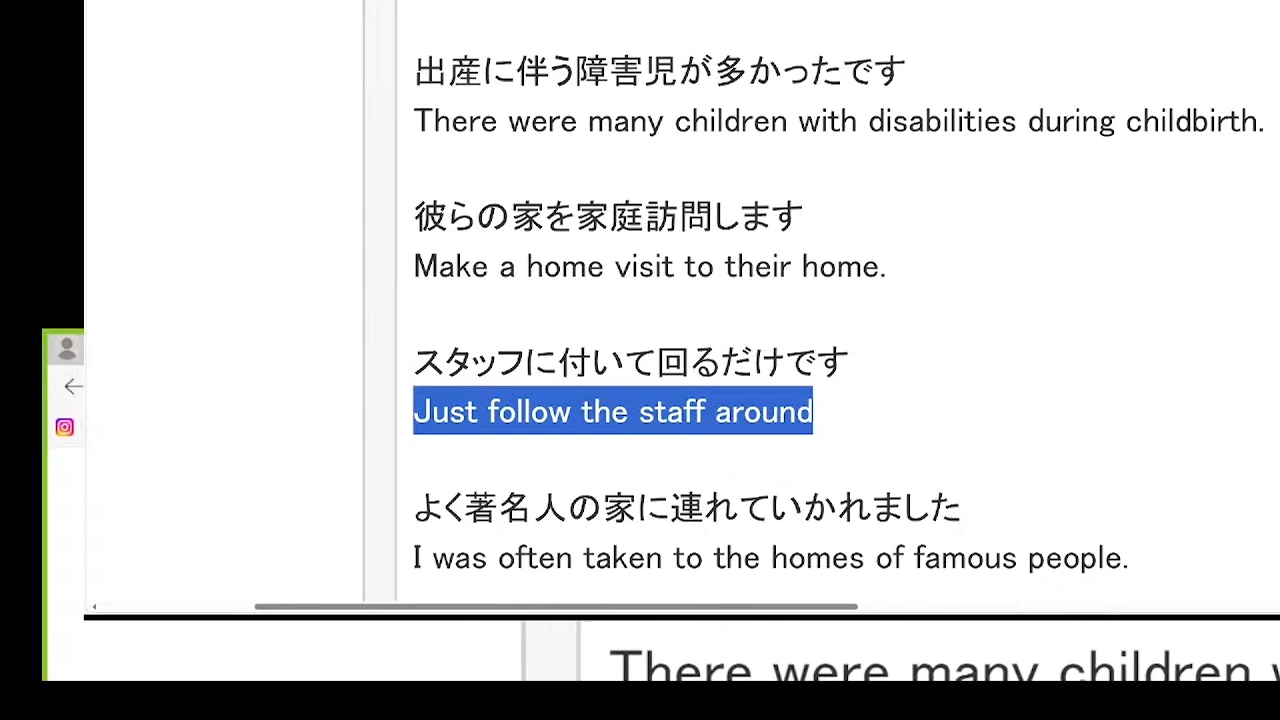 出産に伴う障害児が多かったです
There were many children with disabilities during childbirth.
彼らの家を家庭訪問します
Make a home visit to their home.
スタッフに付いて回るだけです
Just follow the staff around
よく著名人の家に連れていかれました
I was often taken to the homes of famous people.
There were many children